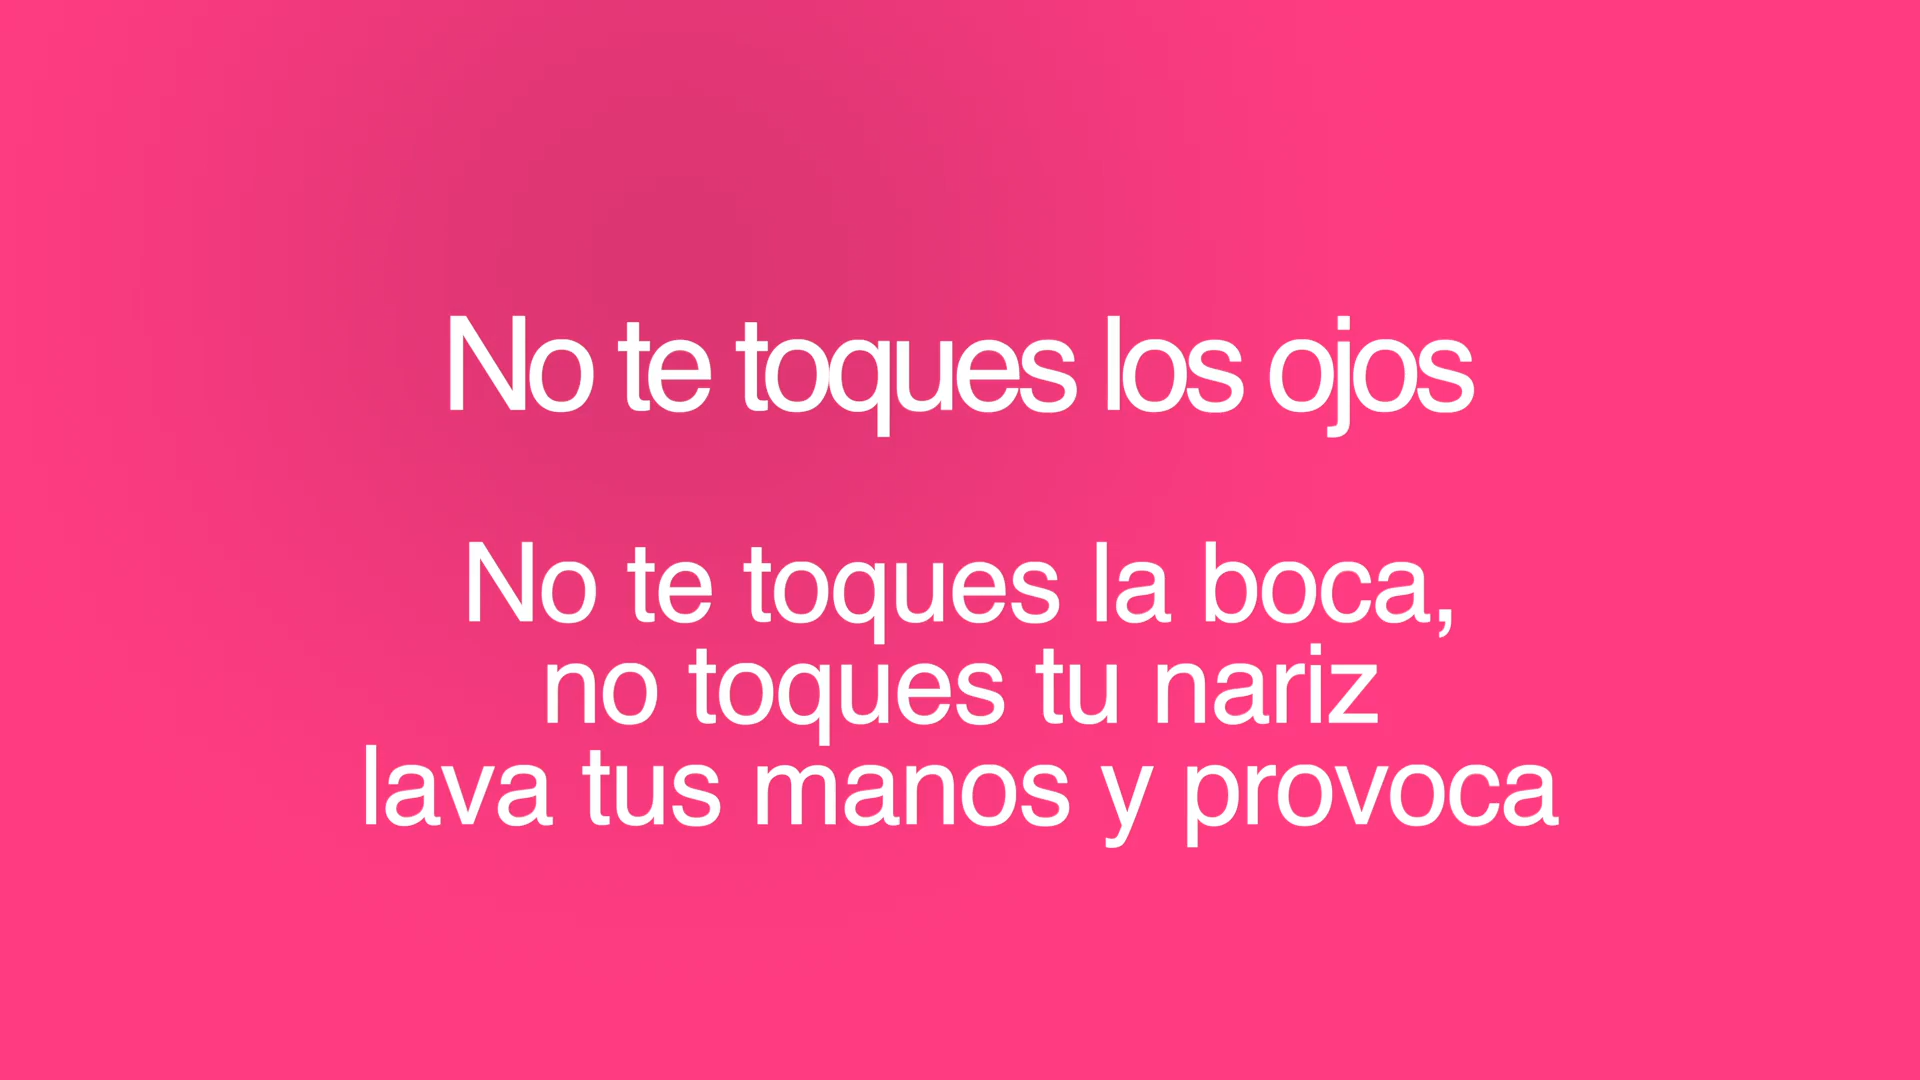 No te toques los ojos
No te toques la boca,
no toques tu nariz
lava tus manos y provoca